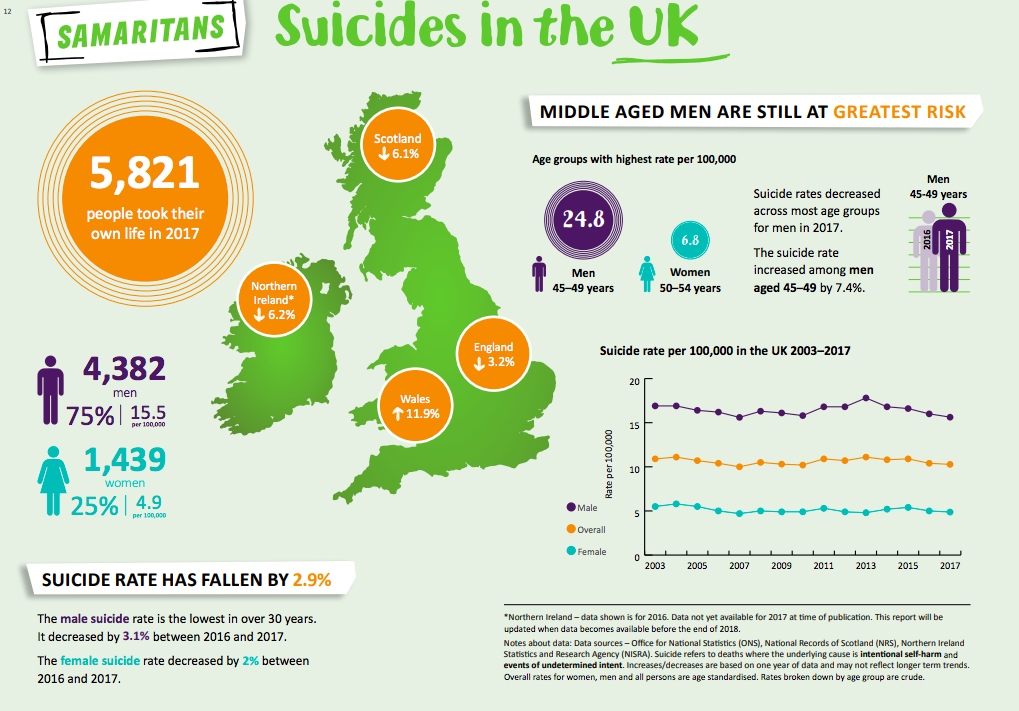 12
SAMARITANS
Suicides in the UK
5,821
people took their
own life in 2017
Scotland
↓ 6.1%
Northern
Ireland*
↓ 6.2%
England
↓ 3.2%
Wales
↑ 11.9%
4,382
men
75% | 15.5
per 100,000
1,439
women
25% | 4.9
per 100,000
SUICIDE RATE HAS FALLEN BY 2.9%
The male suicide rate is the lowest in over 30 years.
It decreased by 3.1% between 2016 and 2017.
The female suicide rate decreased by 2% between
2016 and 2017.
MIDDLE AGED MEN ARE STILL AT GREATEST RISK
Age groups with highest rate per 100,000
24.8
Men
45–49 years
6.8
Women
50–54 years
Suicide rates decreased
across most age groups
for men in 2017.
The suicide rate
increased among men
aged 45–49 by 7.4%.
Men
45-49 years
2016
2017
Suicide rate per 100,000 in the UK 2003–2017
Rate per 100,000
20
15
10
5
0
2003 2005 2007 2009 2011 2013 2015 2017
Male
Overall
Female
*Northern Ireland – data shown is for 2016. Data not yet available for 2017 at time of publication. This report will be
updated when data becomes available before the end of 2018.
Notes about data: Data sources – Office for National Statistics (ONS), National Records of Scotland (NRS), Northern Ireland
Statistics and Research Agency (NISRA). Suicide refers to deaths where the underlying cause is intentional self-harm and
events of undetermined intent. Increases/decreases are based on one year of data and may not reflect longer term trends.
Overall rates for women, men and all persons are age standardised. Rates broken down by age group are crude.